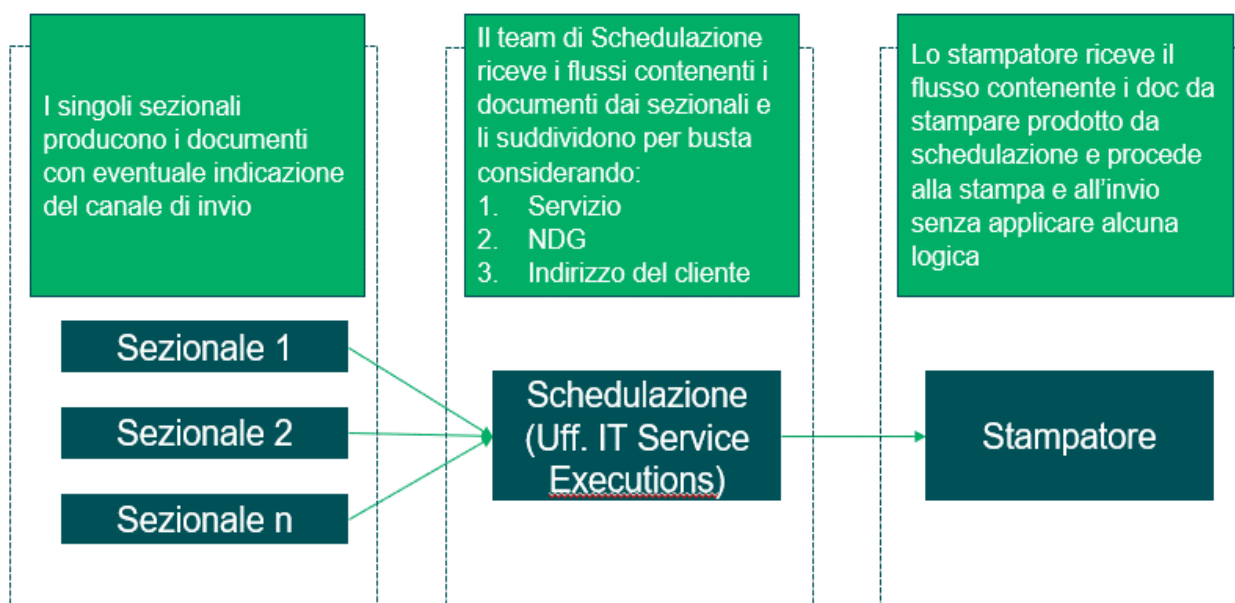 I singoli sezionali
producono i documenti
con eventuale indicazione
del canale di invio
Il team di Schedulazione
riceve i flussi contenenti i
documenti dai sezionali e
li suddividono per busta
considerando:
1. Servizio
2. NDG
3. Indirizzo del cliente
Lo stampatore riceve il
flusso contenente i doc da
stampare prodotto da
schedulazione e procede
alla stampa e all’invio
senza applicare alcuna
logica
Sezionale 1
Sezionale 2
Sezionale n
Schedulazione
(Uff. IT Service
Executions)
Stampatore